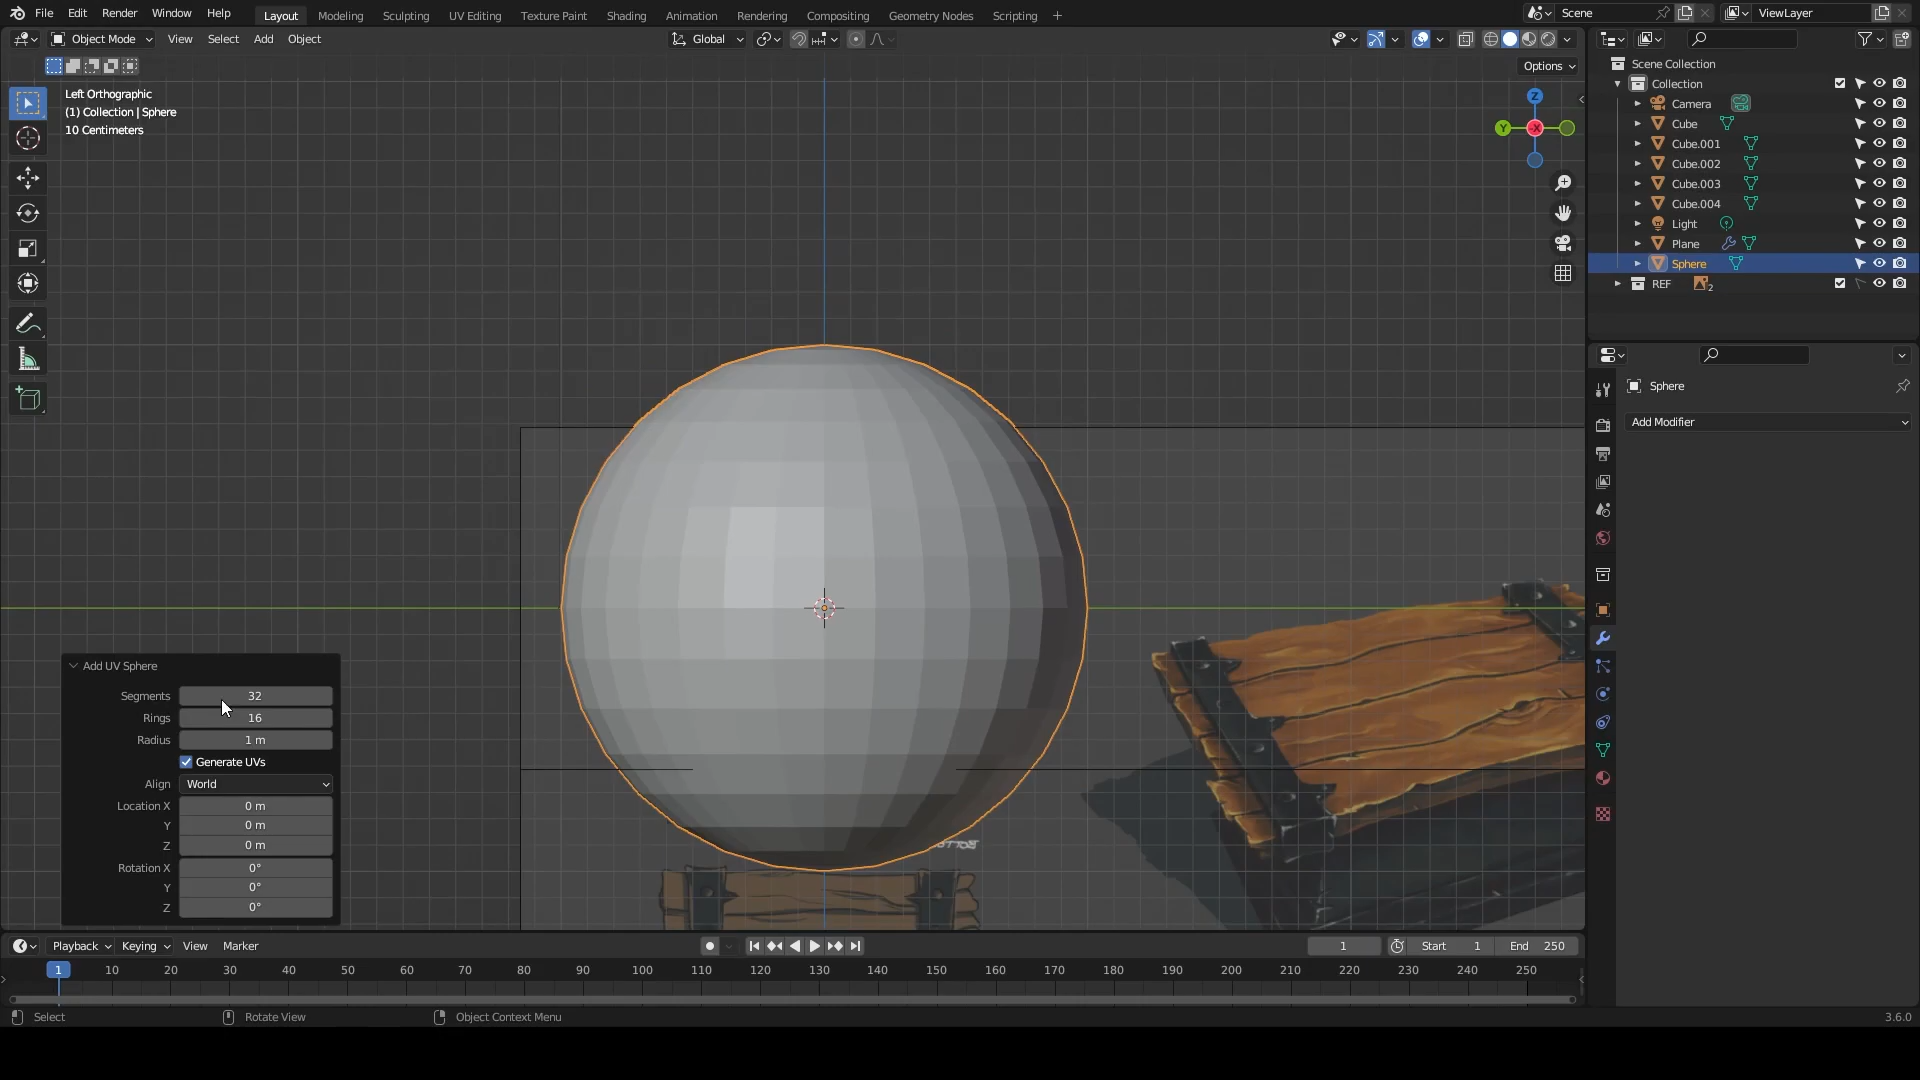 File Edit Render Window Help
Layout Modeling Sculpting UV Editing Texture Paint Shading Animation Rendering Compositing Geometry Nodes Scripting +
Scene
ViewLayer
Object Mode View Select Add Object
Global
Options
Left Orthographic
(1) Collection | Sphere
10 Centimeters
Z
Y
-X
Scene Collection
Collection
Camera
Cube
Cube.001
Cube.002
Cube.003
Cube.004
Light
Plane
Sphere
REF
2
Sphere
Add Modifier
Add UV Sphere
Segments 32
Rings 16
Radius 1 m
Generate UVs
Align World
Location X 0 m
Y 0 m
Z 0 m
Rotation X 0°
Y 0°
Z 0°
Playback Keying View Marker
1
Start 1 End 250
1 10 20 30 40 50 60 70 80 90 100 110 120 130 140 150 160 170 180 190 200 210 220 230 240 250
Select Rotate View Object Context Menu
3.6.0